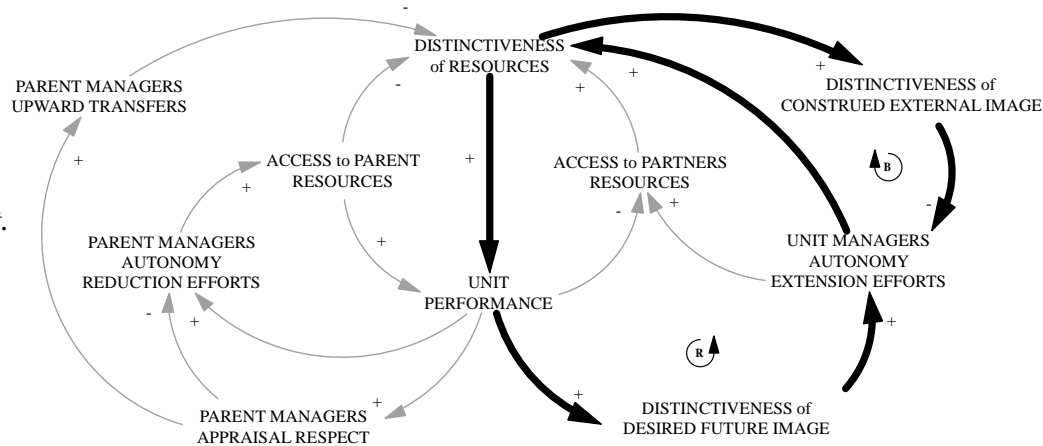 DISTINCTIVENESS
of RESOURCES
PARENT MANAGERS
UPWARD TRANSFERS
DISTINCTIVENESS of
CONSTRUED EXTERNAL IMAGE
ACCESS to PARENT
RESOURCES
ACCESS to PARTNERS
RESOURCES
B
PARENT MANAGERS
AUTONOMY
REDUCTION EFFORTS
UNIT MANAGERS
AUTONOMY
EXTENSION EFFORTS
UNIT
PERFORMANCE
R
PARENT MANAGERS
APPRAISAL RESPECT
DISTINCTIVENESS of
DESIRED FUTURE IMAGE